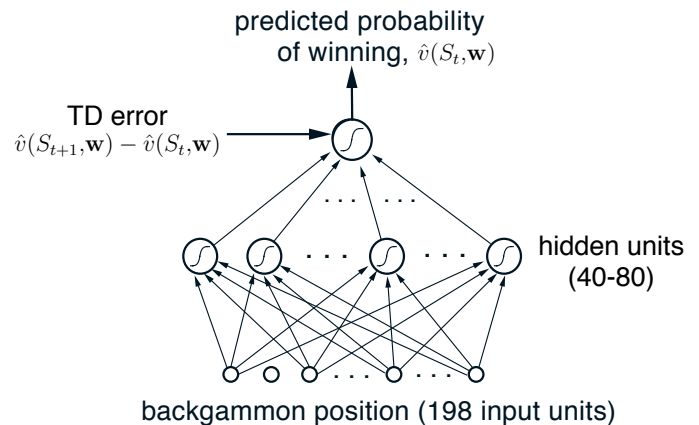 predicted probability
of winning, v̂(S_t,w)
TD error
v̂(S_{t+1},w) − v̂(S_t,w)
. . . . . .
. . . . . .
hidden units
(40-80)
. . . . . .
backgammon position (198 input units)